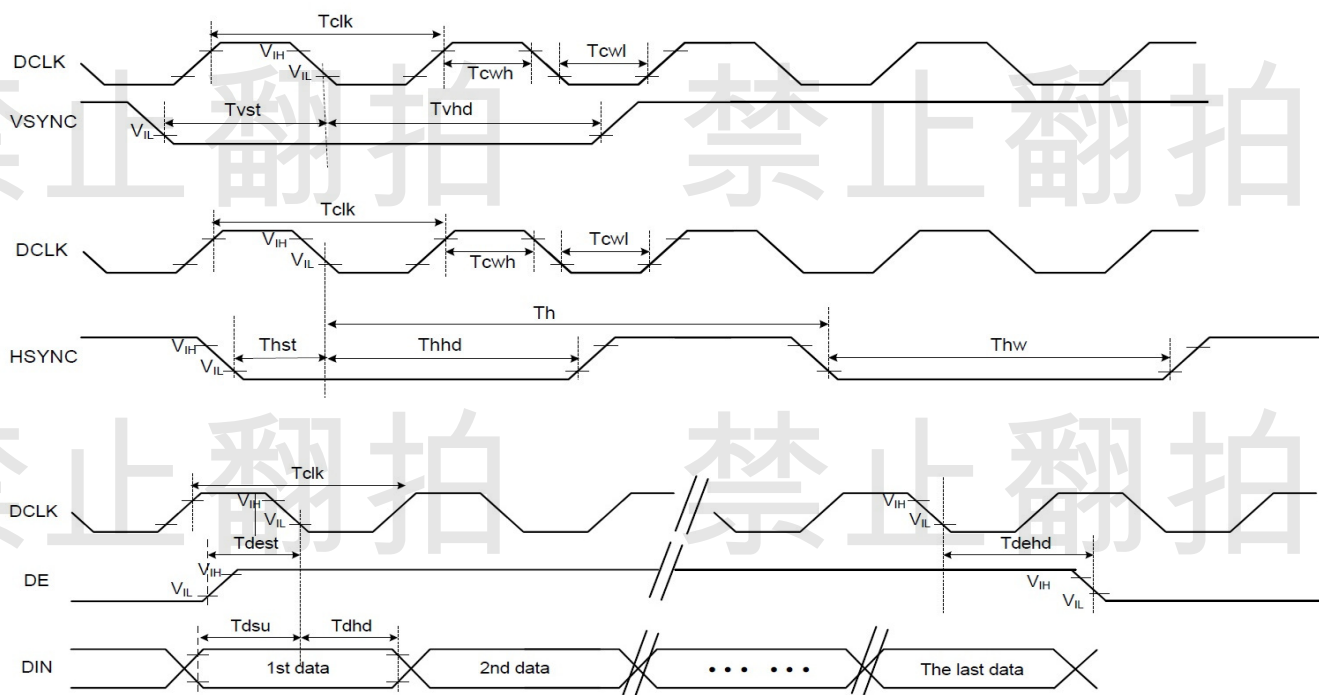 Tclk
DCLK
VIH
VIL
Tcwh
Tcwl
VSYNC
VIL
Tvst
Tvhd
禁止翻拍
禁止翻拍
Tclk
DCLK
VIH
VIL
Tcwh
Tcwl
Th
HSYNC
VIH
VIL
Thst
Thhd
Thw
禁止翻拍
禁止翻拍
Tclk
DCLK
VIH
VIL
VIH
VIL
Tdest
Tdehd
DE
VIH
VIL
VIH
VIL
Tdsu
Tdhd
DIN
1st data
2nd data
••• •••
The last data